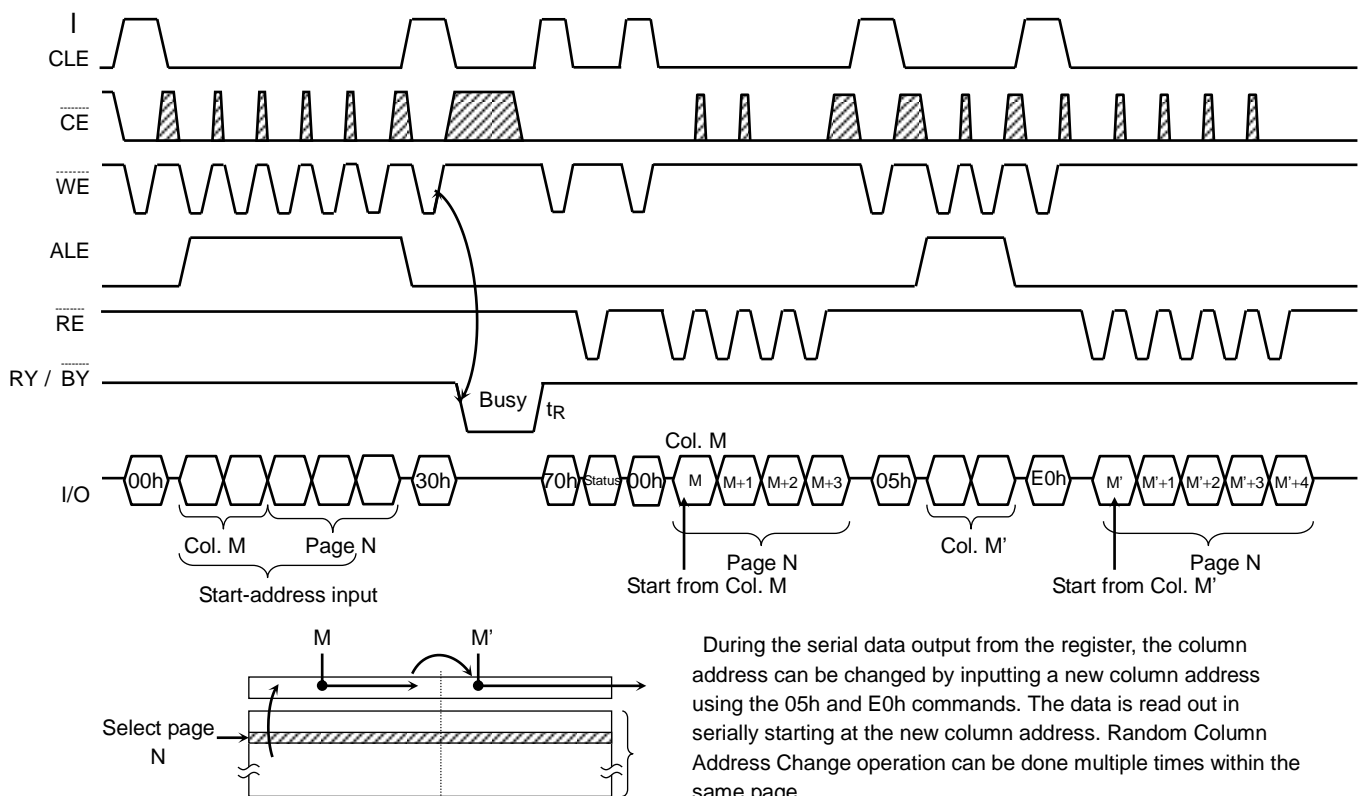 I
CLE
CE
WE
ALE
RE
RY / BY
Busy tR
Col. M
I/O 00h 30h 70h Status 00h M M+1 M+2 M+3 05h E0h M' M'+1 M'+2 M'+3 M'+4
Col. M Page N Page N Col. M’ Page N
Start-address input Start from Col. M Start from Col. M’
M M’
Select page
N
During the serial data output from the register, the column
address can be changed by inputting a new column address
using the 05h and E0h commands. The data is read out in
serially starting at the new column address. Random Column
Address Change operation can be done multiple times within the
same page